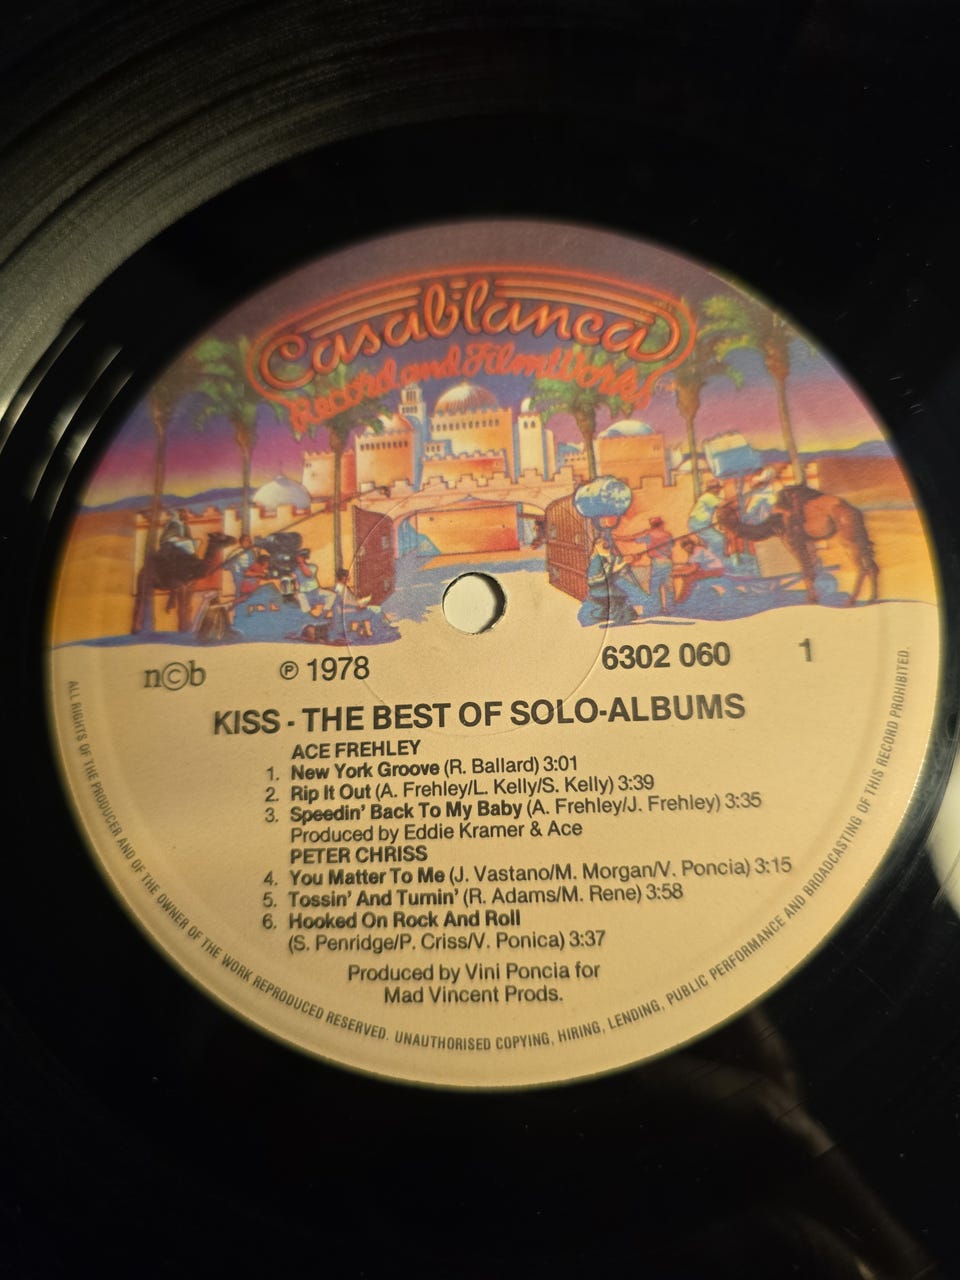 Casablanca
Record and FilmWorks
n©b ℗ 1978 6302 060 1
KISS - THE BEST OF SOLO-ALBUMS
ACE FREHLEY
1. New York Groove (R. Ballard) 3:01
2. Rip It Out (A. Frehley/L. Kelly/S. Kelly) 3:39
3. Speedin' Back To My Baby (A. Frehley/J. Frehley) 3:35
Produced by Eddie Kramer & Ace
PETER CHRISS
4. You Matter To Me (J. Vastano/M. Morgan/V. Poncia) 3:15
5. Tossin' And Turnin' (R. Adams/M. Rene) 3:58
6. Hooked On Rock And Roll
(S. Penridge/P. Criss/V. Ponica) 3:37
Produced by Vini Poncia for
Mad Vincent Prods.
ALL RIGHTS OF THE PRODUCER AND OF THE OWNER OF THE WORK REPRODUCED RESERVED. UNAUTHORISED COPYING, HIRING, LENDING, PUBLIC PERFORMANCE AND BROADCASTING OF THIS RECORD PROHIBITED.